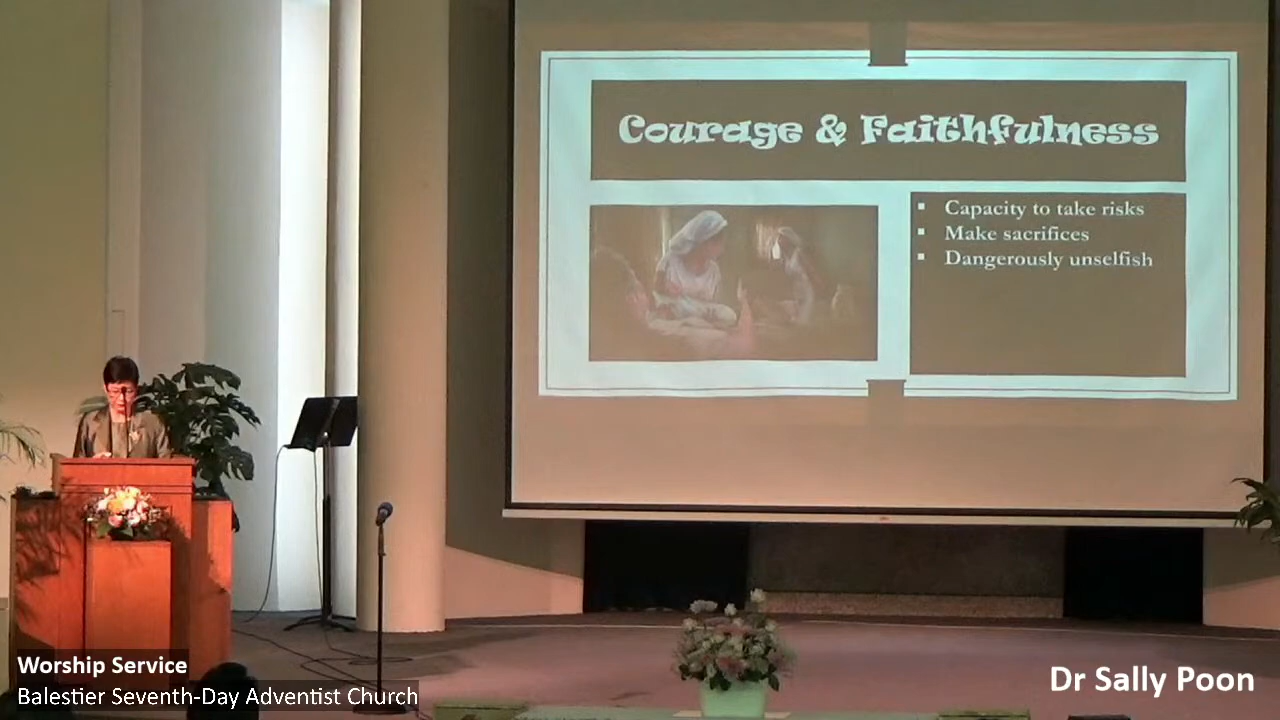 Courage & Faithfulness
Capacity to take risks
Make sacrifices
Dangerously unselfish
Worship Service
Balestier Seventh-Day Adventist Church
Dr Sally Poon